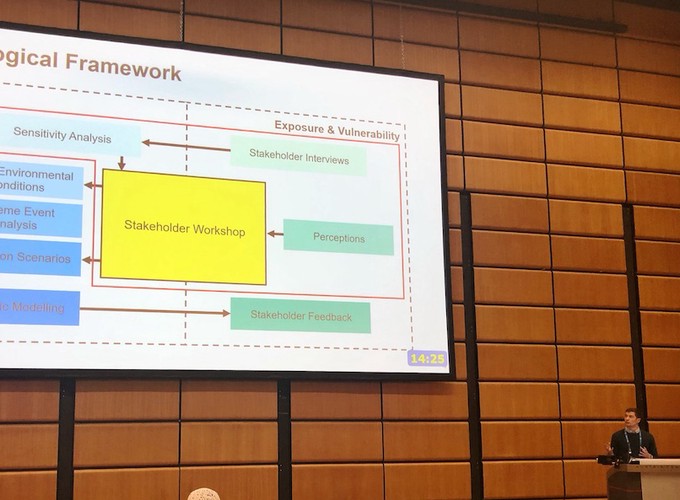 ogical Framework
Exposure & Vulnerability
Sensitivity Analysis
Stakeholder Interviews
Environmental
onditions
eme Event
nalysis
Stakeholder Workshop
Perceptions
on Scenarios
ic Modelling
Stakeholder Feedback
14:25